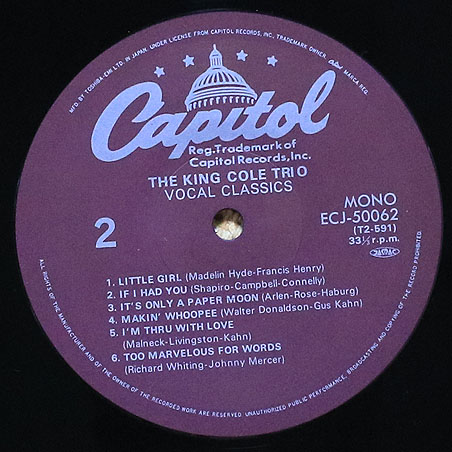 MFD. BY TOSHIBA-EMI LTD. IN JAPAN, UNDER LICENSE FROM CAPITOL RECORDS, INC., TRADEMARK OWNER. MARCA REG.
Capitol
Reg. Trademark of
Capitol Records, Inc.
THE KING COLE TRIO
VOCAL CLASSICS
2
MONO
ECJ-50062
(T2-591)
33⅓ r.p.m.
JASRAC
1. LITTLE GIRL (Madelin Hyde-Francis Henry)
2. IF I HAD YOU (Shapiro-Campbell-Connelly)
3. IT'S ONLY A PAPER MOON (Arlen-Rose-Haburg)
4. MAKIN' WHOOPEE (Walter Donaldson-Gus Kahn)
5. I'M THRU WITH LOVE
(Malneck-Livingston-Kahn)
6. TOO MARVELOUS FOR WORDS
(Richard Whiting-Johnny Mercer)
ALL RIGHTS OF THE MANUFACTURER AND OF THE OWNER OF THE RECORDED WORK ARE RESERVED. UNAUTHORIZED PUBLIC PERFORMANCE, BROADCASTING AND COPYING OF THE RECORD PROHIBITED.